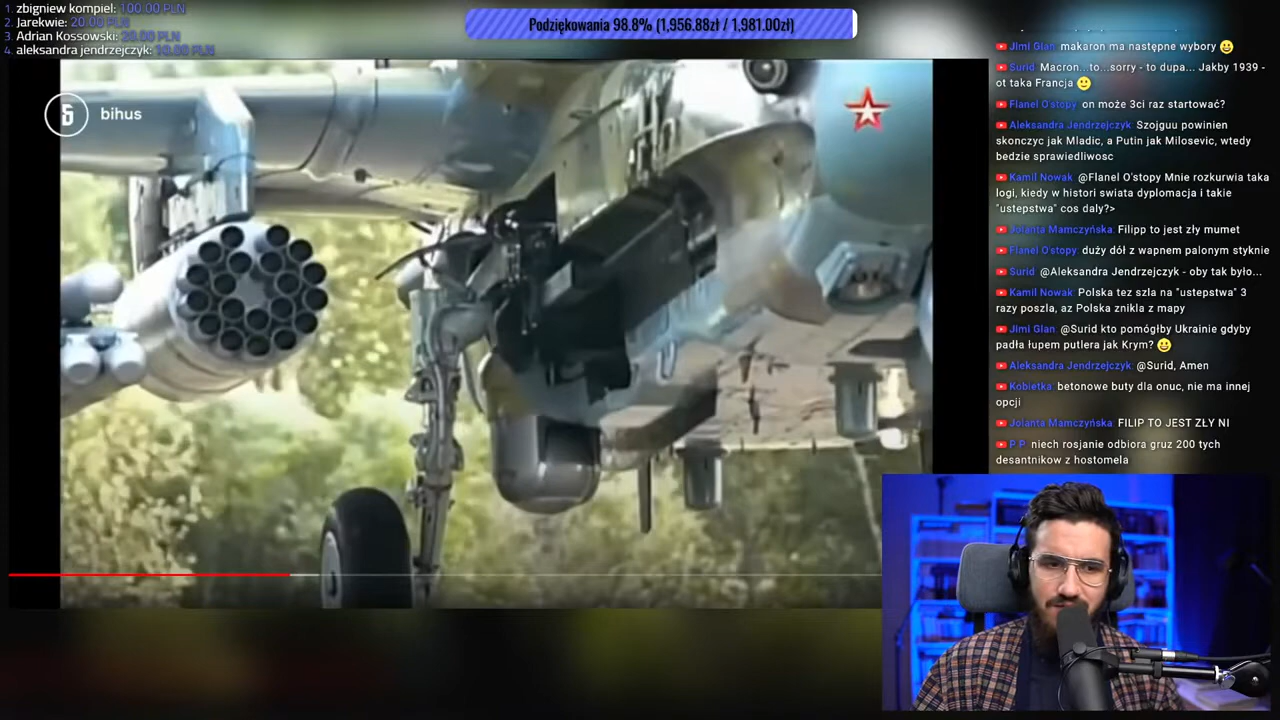 1. zbigniew kompiel: 100.00 PLN
2. Jarekwie: 20.00 PLN
3. Adrian Kossowski: 20.00 PLN
4. aleksandra jendrzejczyk: 10.00 PLN
Podziękowania 98.8% (1,956.88zł / 1,981.00zł)
bihus
Jimi Glan: makaron ma następne wybory
Surid: Macron...to...sorry - to dupa... Jakby 1939 -
ot taka Francja
Flanel O'stopy: on może 3ci raz startować?
Aleksandra Jendrzejczyk: Szojguu powinien
skonczyc jak Mladic, a Putin jak Milosevic, wtedy
bedzie sprawiedliwosc
Kamil Nowak: @Flanel O'stopy Mnie rozkurwia taka
logi, kiedy w histori swiata dyplomacja i takie
"ustepstwa" cos daly?>
Jolanta Mamczyńska: Filipp to jest zły mumet
Flanel O'stopy: duży dół z wapnem palonym styknie
Surid: @Aleksandra Jendrzejczyk - oby tak było...
Kamil Nowak: Polska tez szla na "ustepstwa" 3
razy poszla, az Polska znikla z mapy
Jimi Glan: @Surid kto pomógłby Ukrainie gdyby
padła łupem putlera jak Krym?
Aleksandra Jendrzejczyk: @Surid, Amen
Kobietka: betonowe buty dla onuc, nie ma innej
opcji
Jolanta Mamczyńska: FILIP TO JEST ZŁY NI
P P: niech rosjanie odbiora gruz 200 tych
desantnikow z hostomela